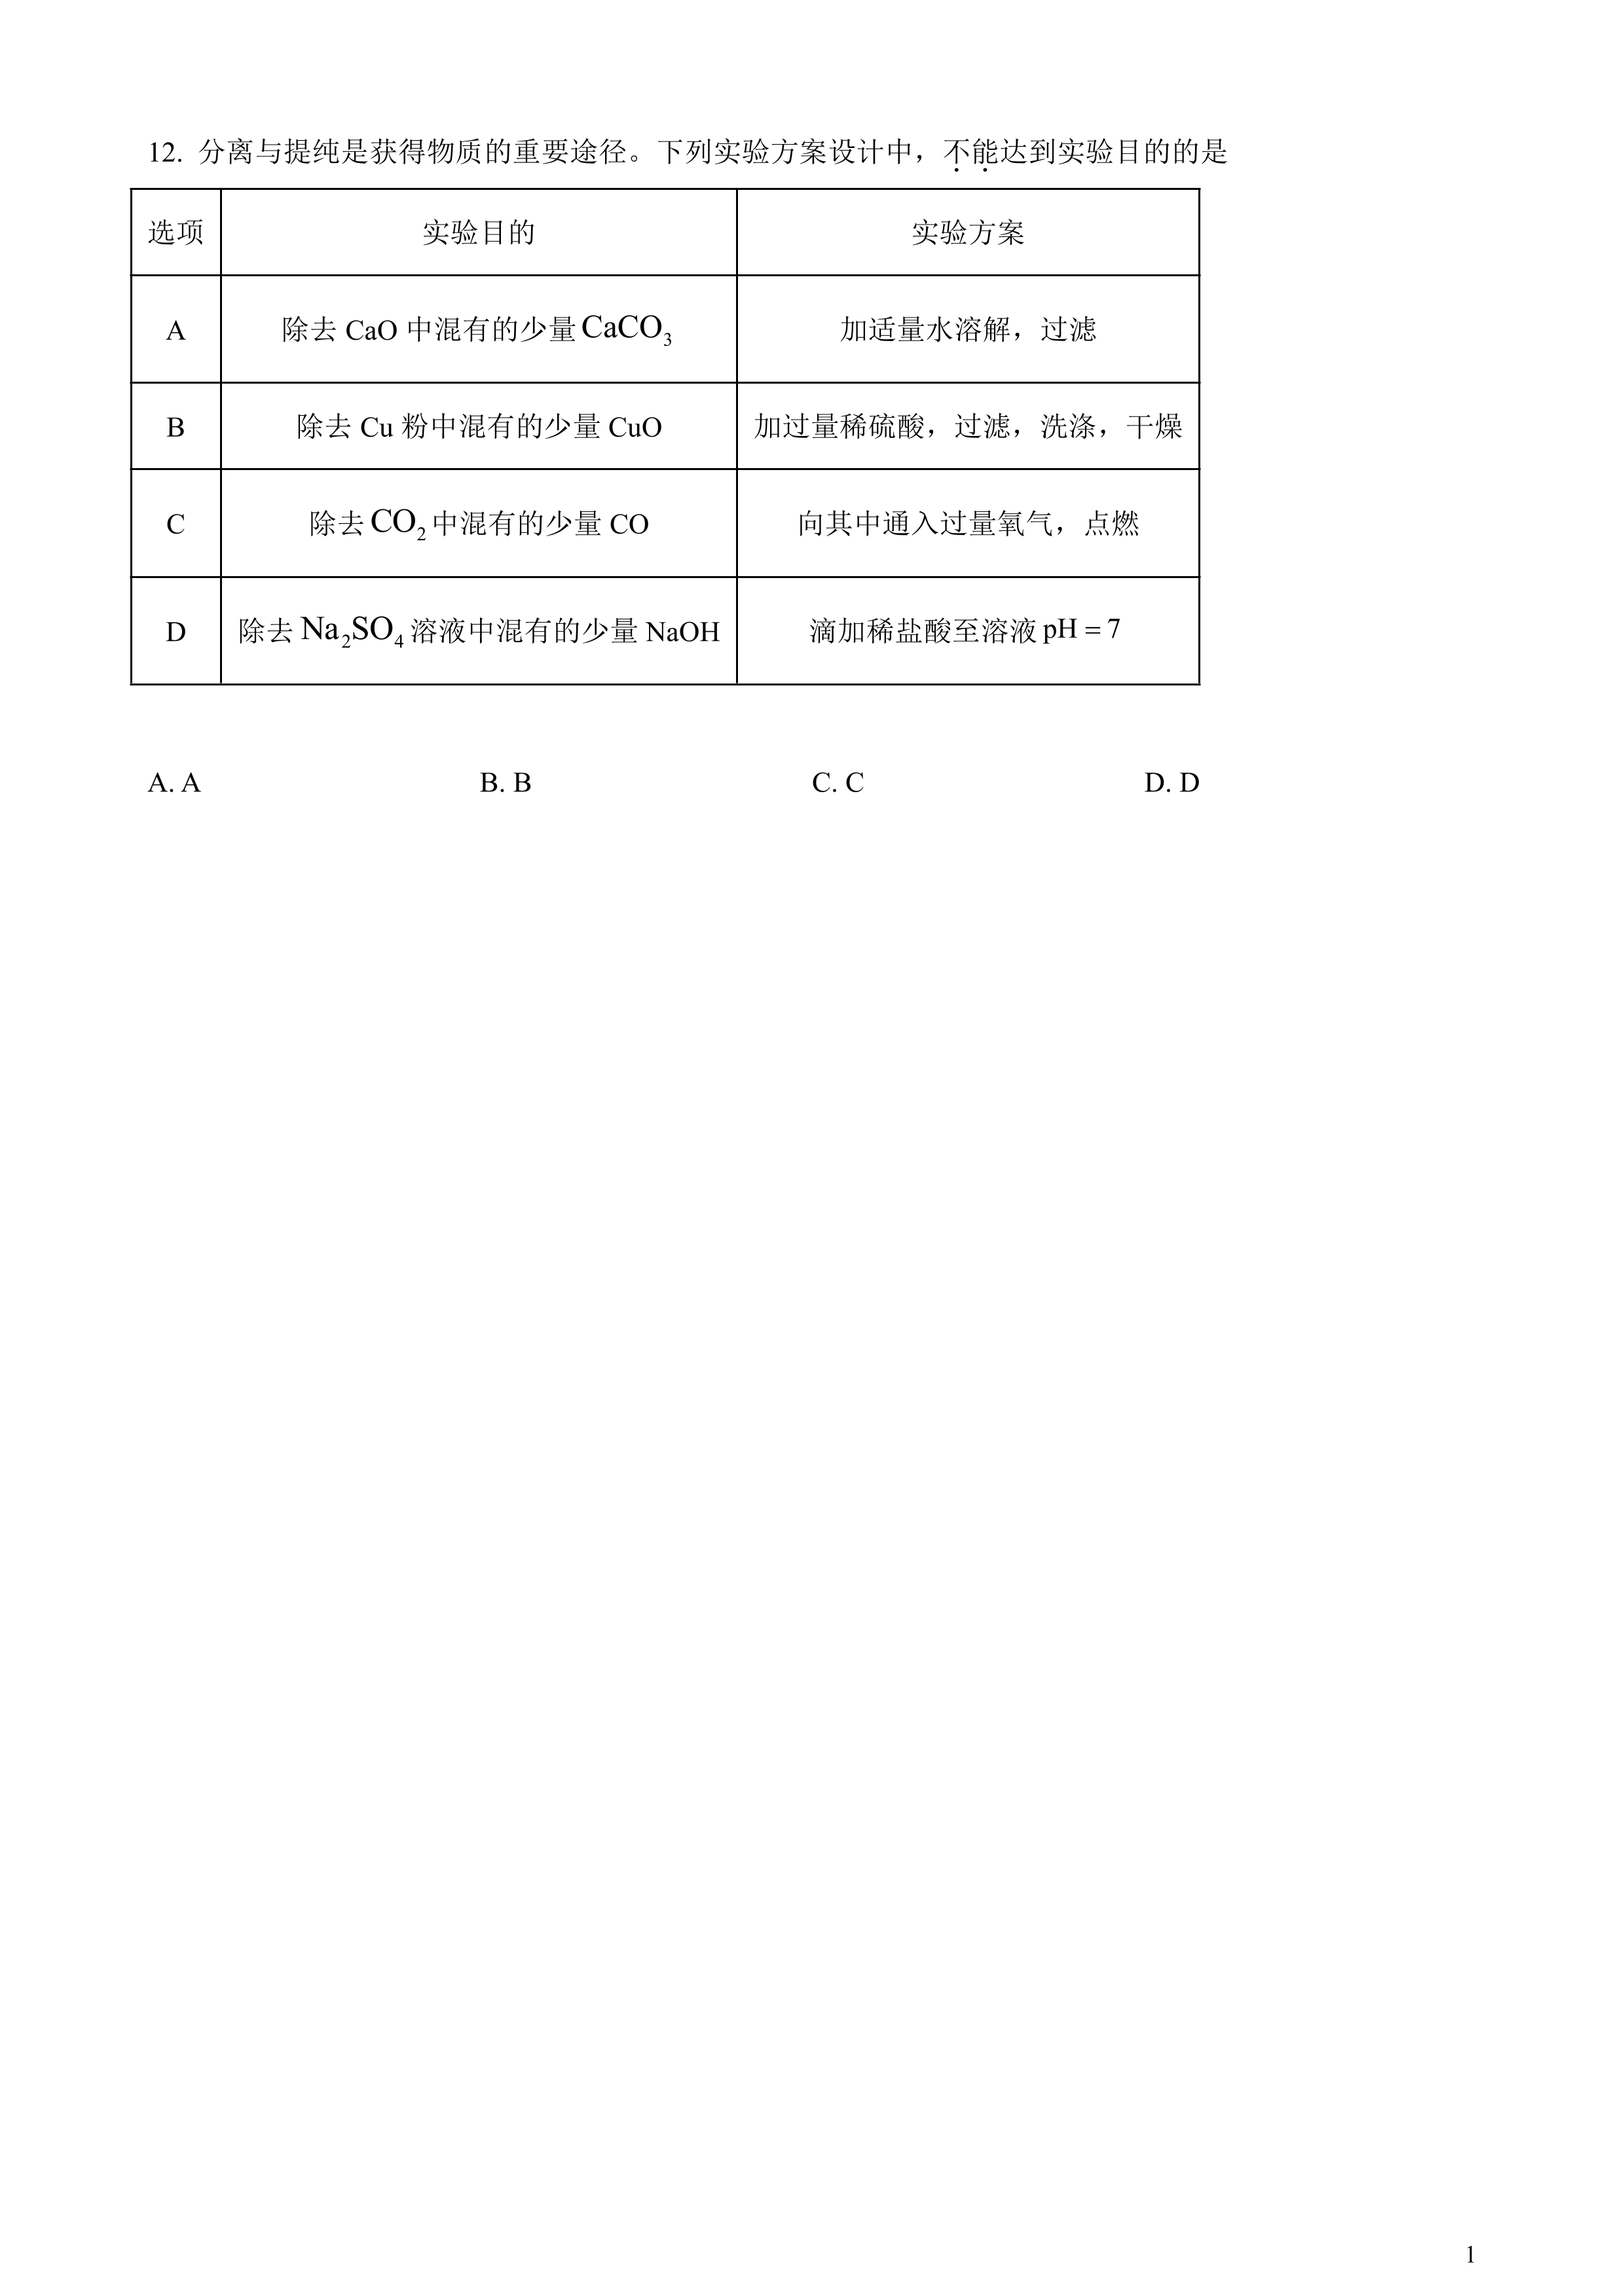 12. 分离与提纯是获得物质的重要途径。下列实验方案设计中，不能达到实验目的的是
选项 实验目的 实验方案
A 除去 CaO 中混有的少量 CaCO₃ 加适量水溶解，过滤
B 除去 Cu 粉中混有的少量 CuO 加过量稀硫酸，过滤，洗涤，干燥
C 除去 CO₂ 中混有的少量 CO 向其中通入过量氧气，点燃
D 除去 Na₂SO₄ 溶液中混有的少量 NaOH 滴加稀盐酸至溶液 pH = 7
A. A B. B C. C D. D
1